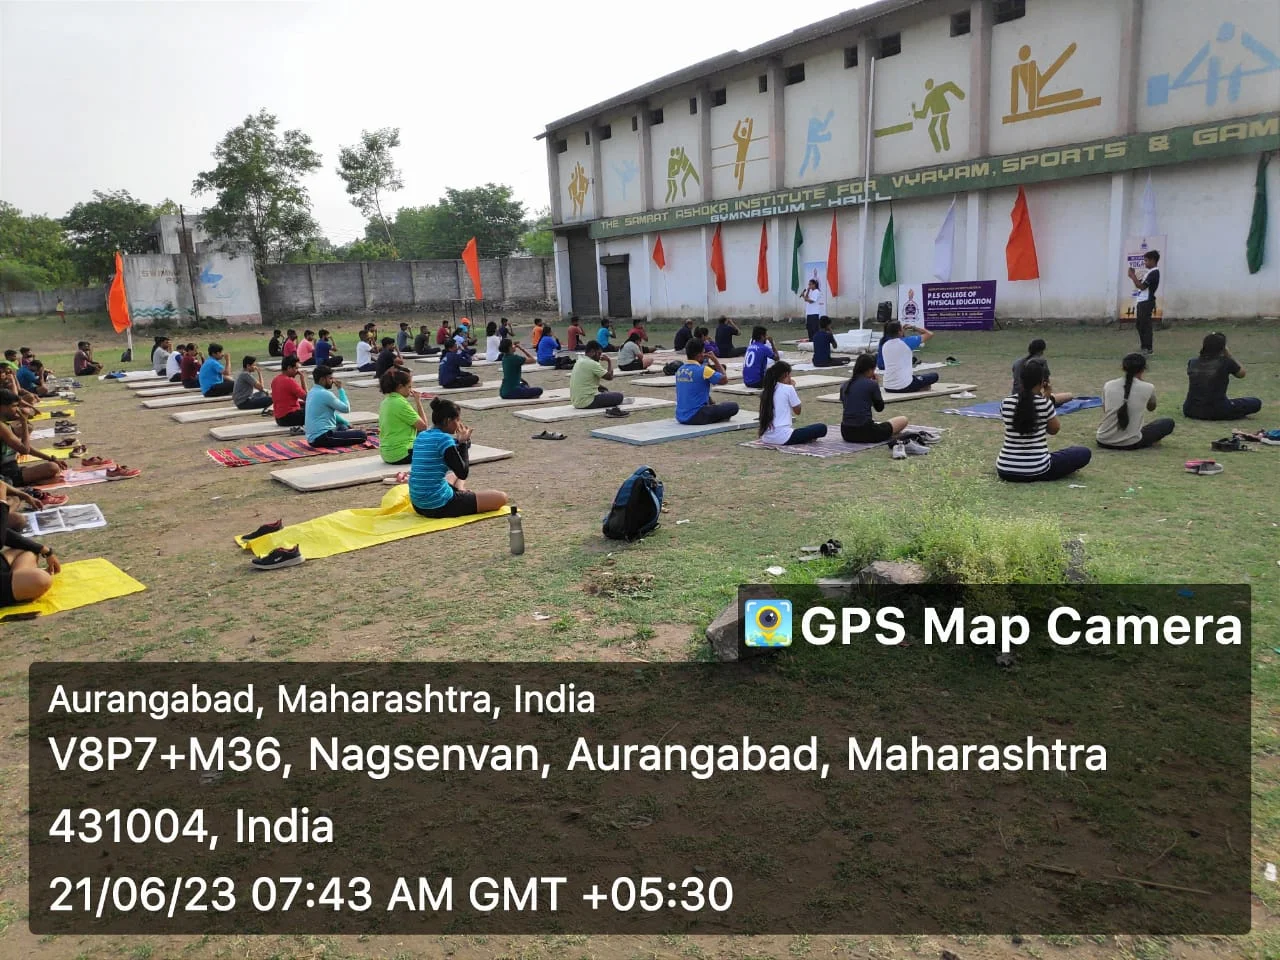 THE SAMRAT ASHOKA INSTITUTE FOR VYAYAM, SPORTS & GAM
GYMNASIUM - HALL
SWIMM
P.E.S COLLEGE OF
PHYSICAL EDUCATION
GPS Map Camera
Aurangabad, Maharashtra, India
V8P7+M36, Nagsenvan, Aurangabad, Maharashtra
431004, India
21/06/23 07:43 AM GMT +05:30